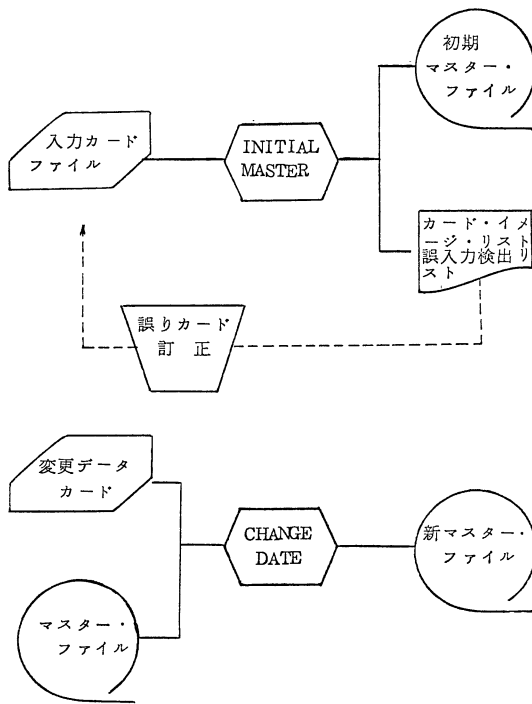 初期
マスター・
ファイル
入力カード
ファイル
INITIAL
MASTER
カード・イメ
ージ・リスト
誤入力検出リ
スト
誤りカード
訂正
変更データ
カード
CHANGE
DATE
新マスター・
ファイル
マスター・
ファイル